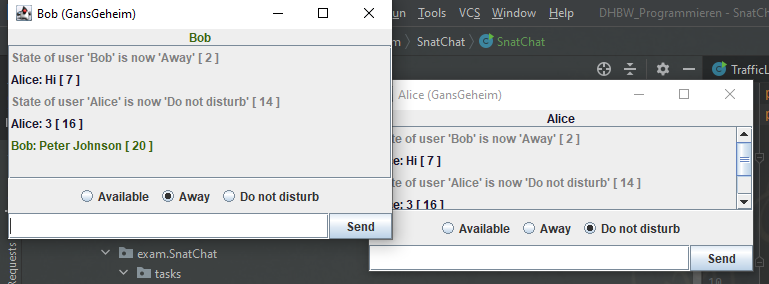 Bob (GansGeheim)
Bob
State of user 'Bob' is now 'Away' [ 2 ]
Alice: Hi [ 7 ]
State of user 'Alice' is now 'Do not disturb' [ 14 ]
Alice: 3 [ 16 ]
Bob: Peter Johnson [ 20 ]
Available Away Do not disturb
Send
Tools VCS Window Help DHBW_Programmieren - SnatCh
SnatChat SnatChat
TrafficL
Alice (GansGeheim)
Alice
of user 'Bob' is now 'Away' [ 2 ]
Hi [ 7 ]
of user 'Alice' is now 'Do not disturb' [ 14 ]
3 [ 16 ]
Available Away Do not disturb
Send
exam.SnatChat
tasks
Requests